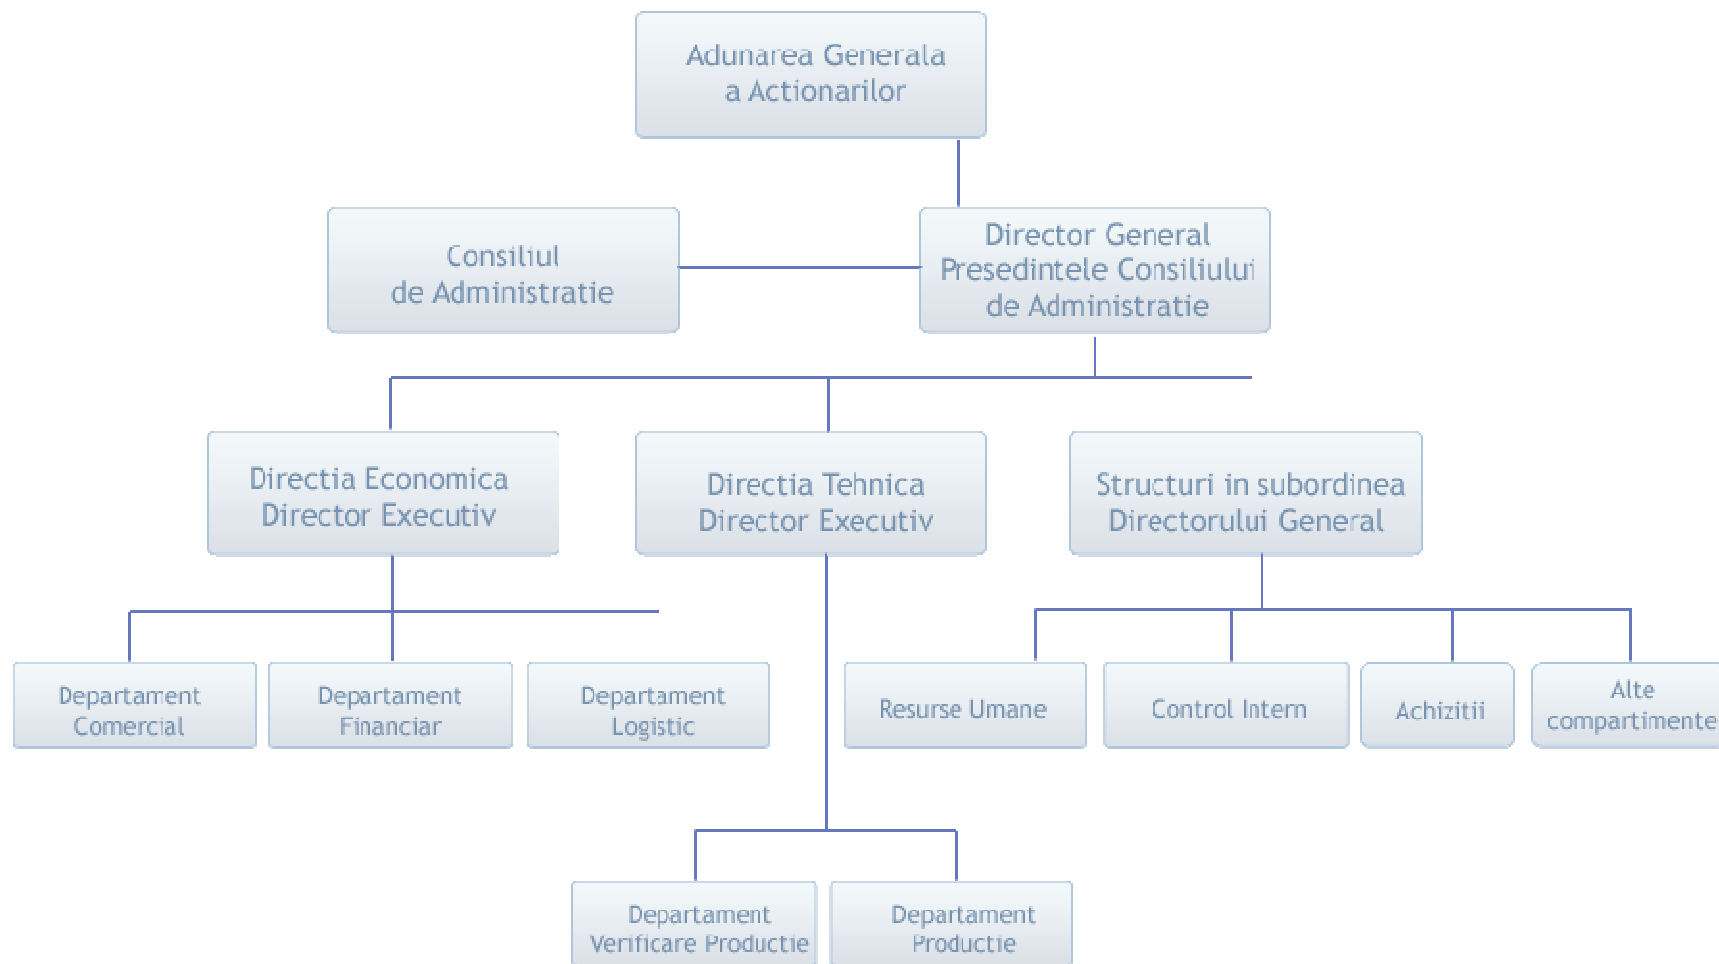 Adunarea Generala
a Actionarilor
Consiliul
de Administratie
Director General
Presedintele Consiliului
de Administratie
Directia Economica
Director Executiv
Directia Tehnica
Director Executiv
Structuri in subordinea
Directorului General
Departament
Comercial
Departament
Financiar
Departament
Logistic
Resurse Umane
Control Intern
Achizitii
Alte
compartimente
Departament
Verificare Productie
Departament
Productie